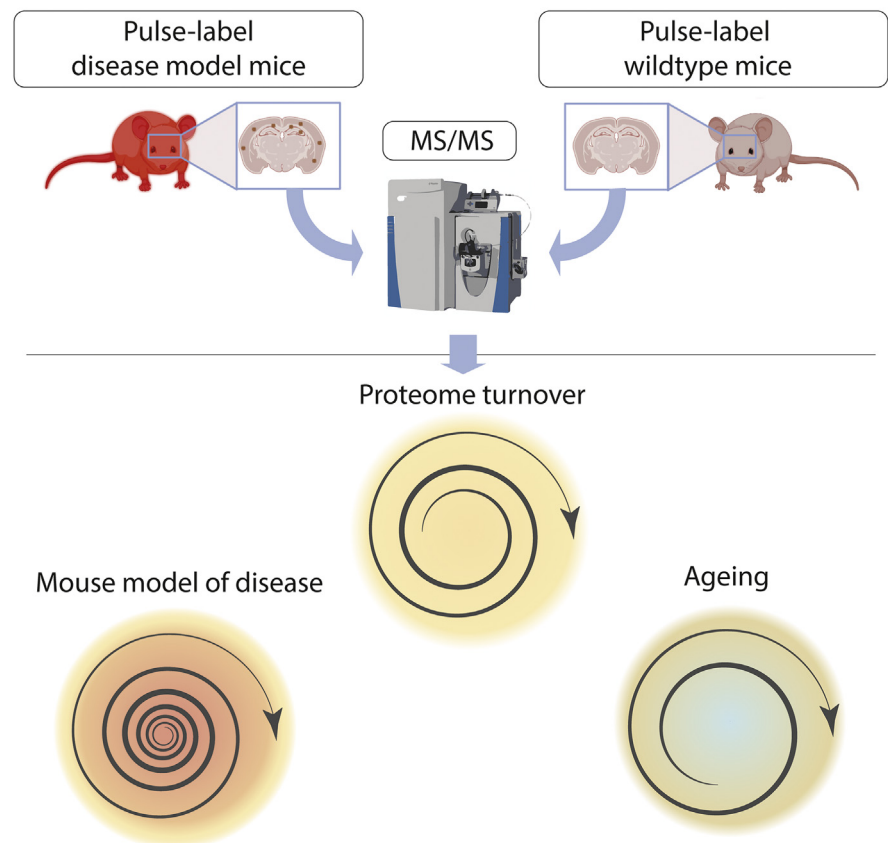 Pulse-label
disease model mice
Pulse-label
wildtype mice
MS/MS
Proteome turnover
Mouse model of disease
Ageing